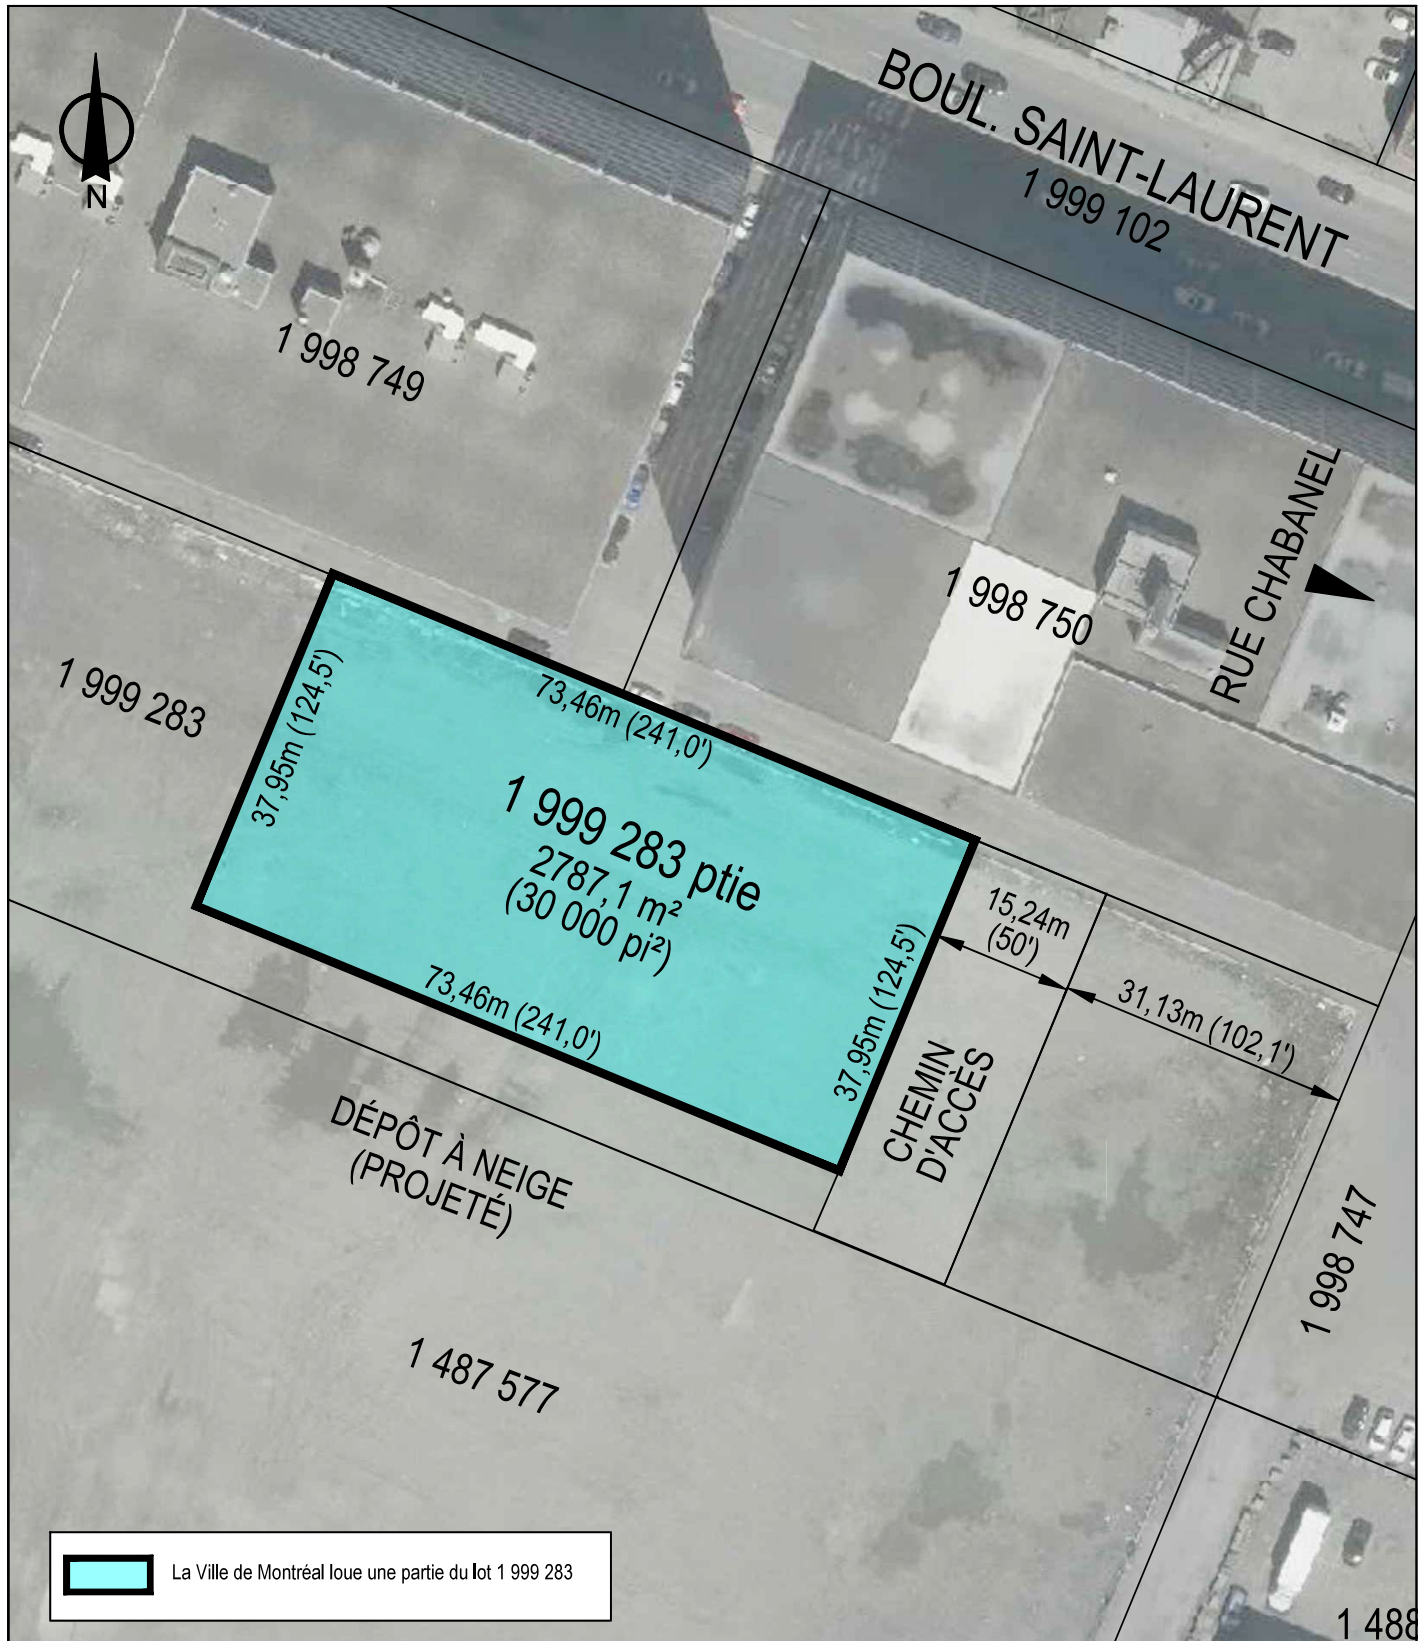 N
BOUL. SAINT-LAURENT
1 999 102
1 998 749
RUE CHABANEL
1 998 750
1 999 283
37,95m (124,5')
73,46m (241,0')
1 999 283 ptie
2787,1 m²
(30 000 pi²)
73,46m (241,0')
37,95m (124,5')
15,24m
(50')
31,13m (102,1')
CHEMIN
D'ACCÈS
DÉPÔT À NEIGE
(PROJETÉ)
1 998 747
1 487 577
La Ville de Montréal loue une partie du lot 1 999 283
1 488